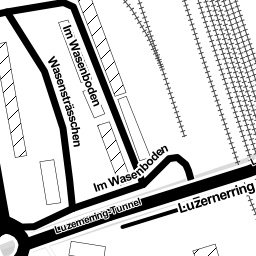 Im Wasenboden
Wasensträsschen
Im Wasenboden
Luzernerring-Tunnel
Luzernerring